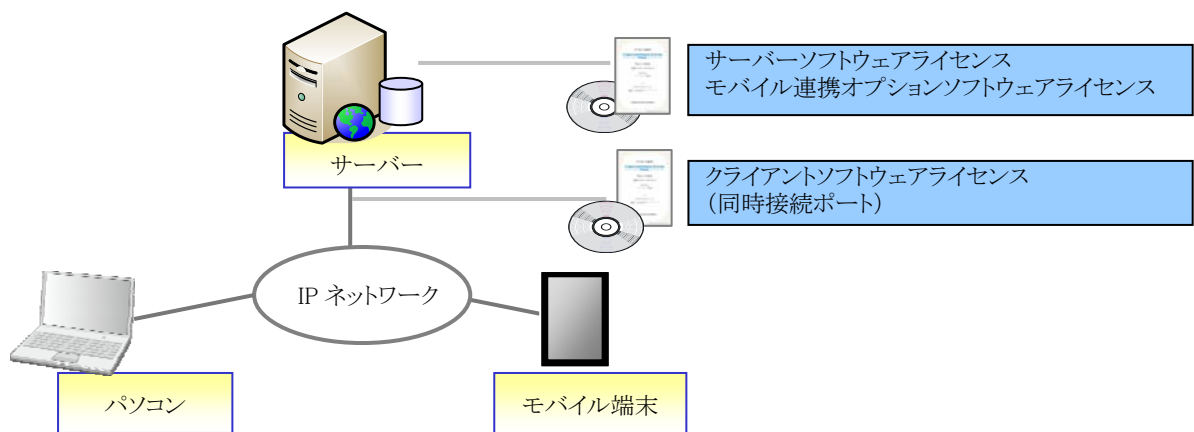 サーバーソフトウェアライセンス
モバイル連携オプションソフトウェアライセンス
サーバー
クライアントソフトウェアライセンス
（同時接続ポート）
IP ネットワーク
パソコン
モバイル端末